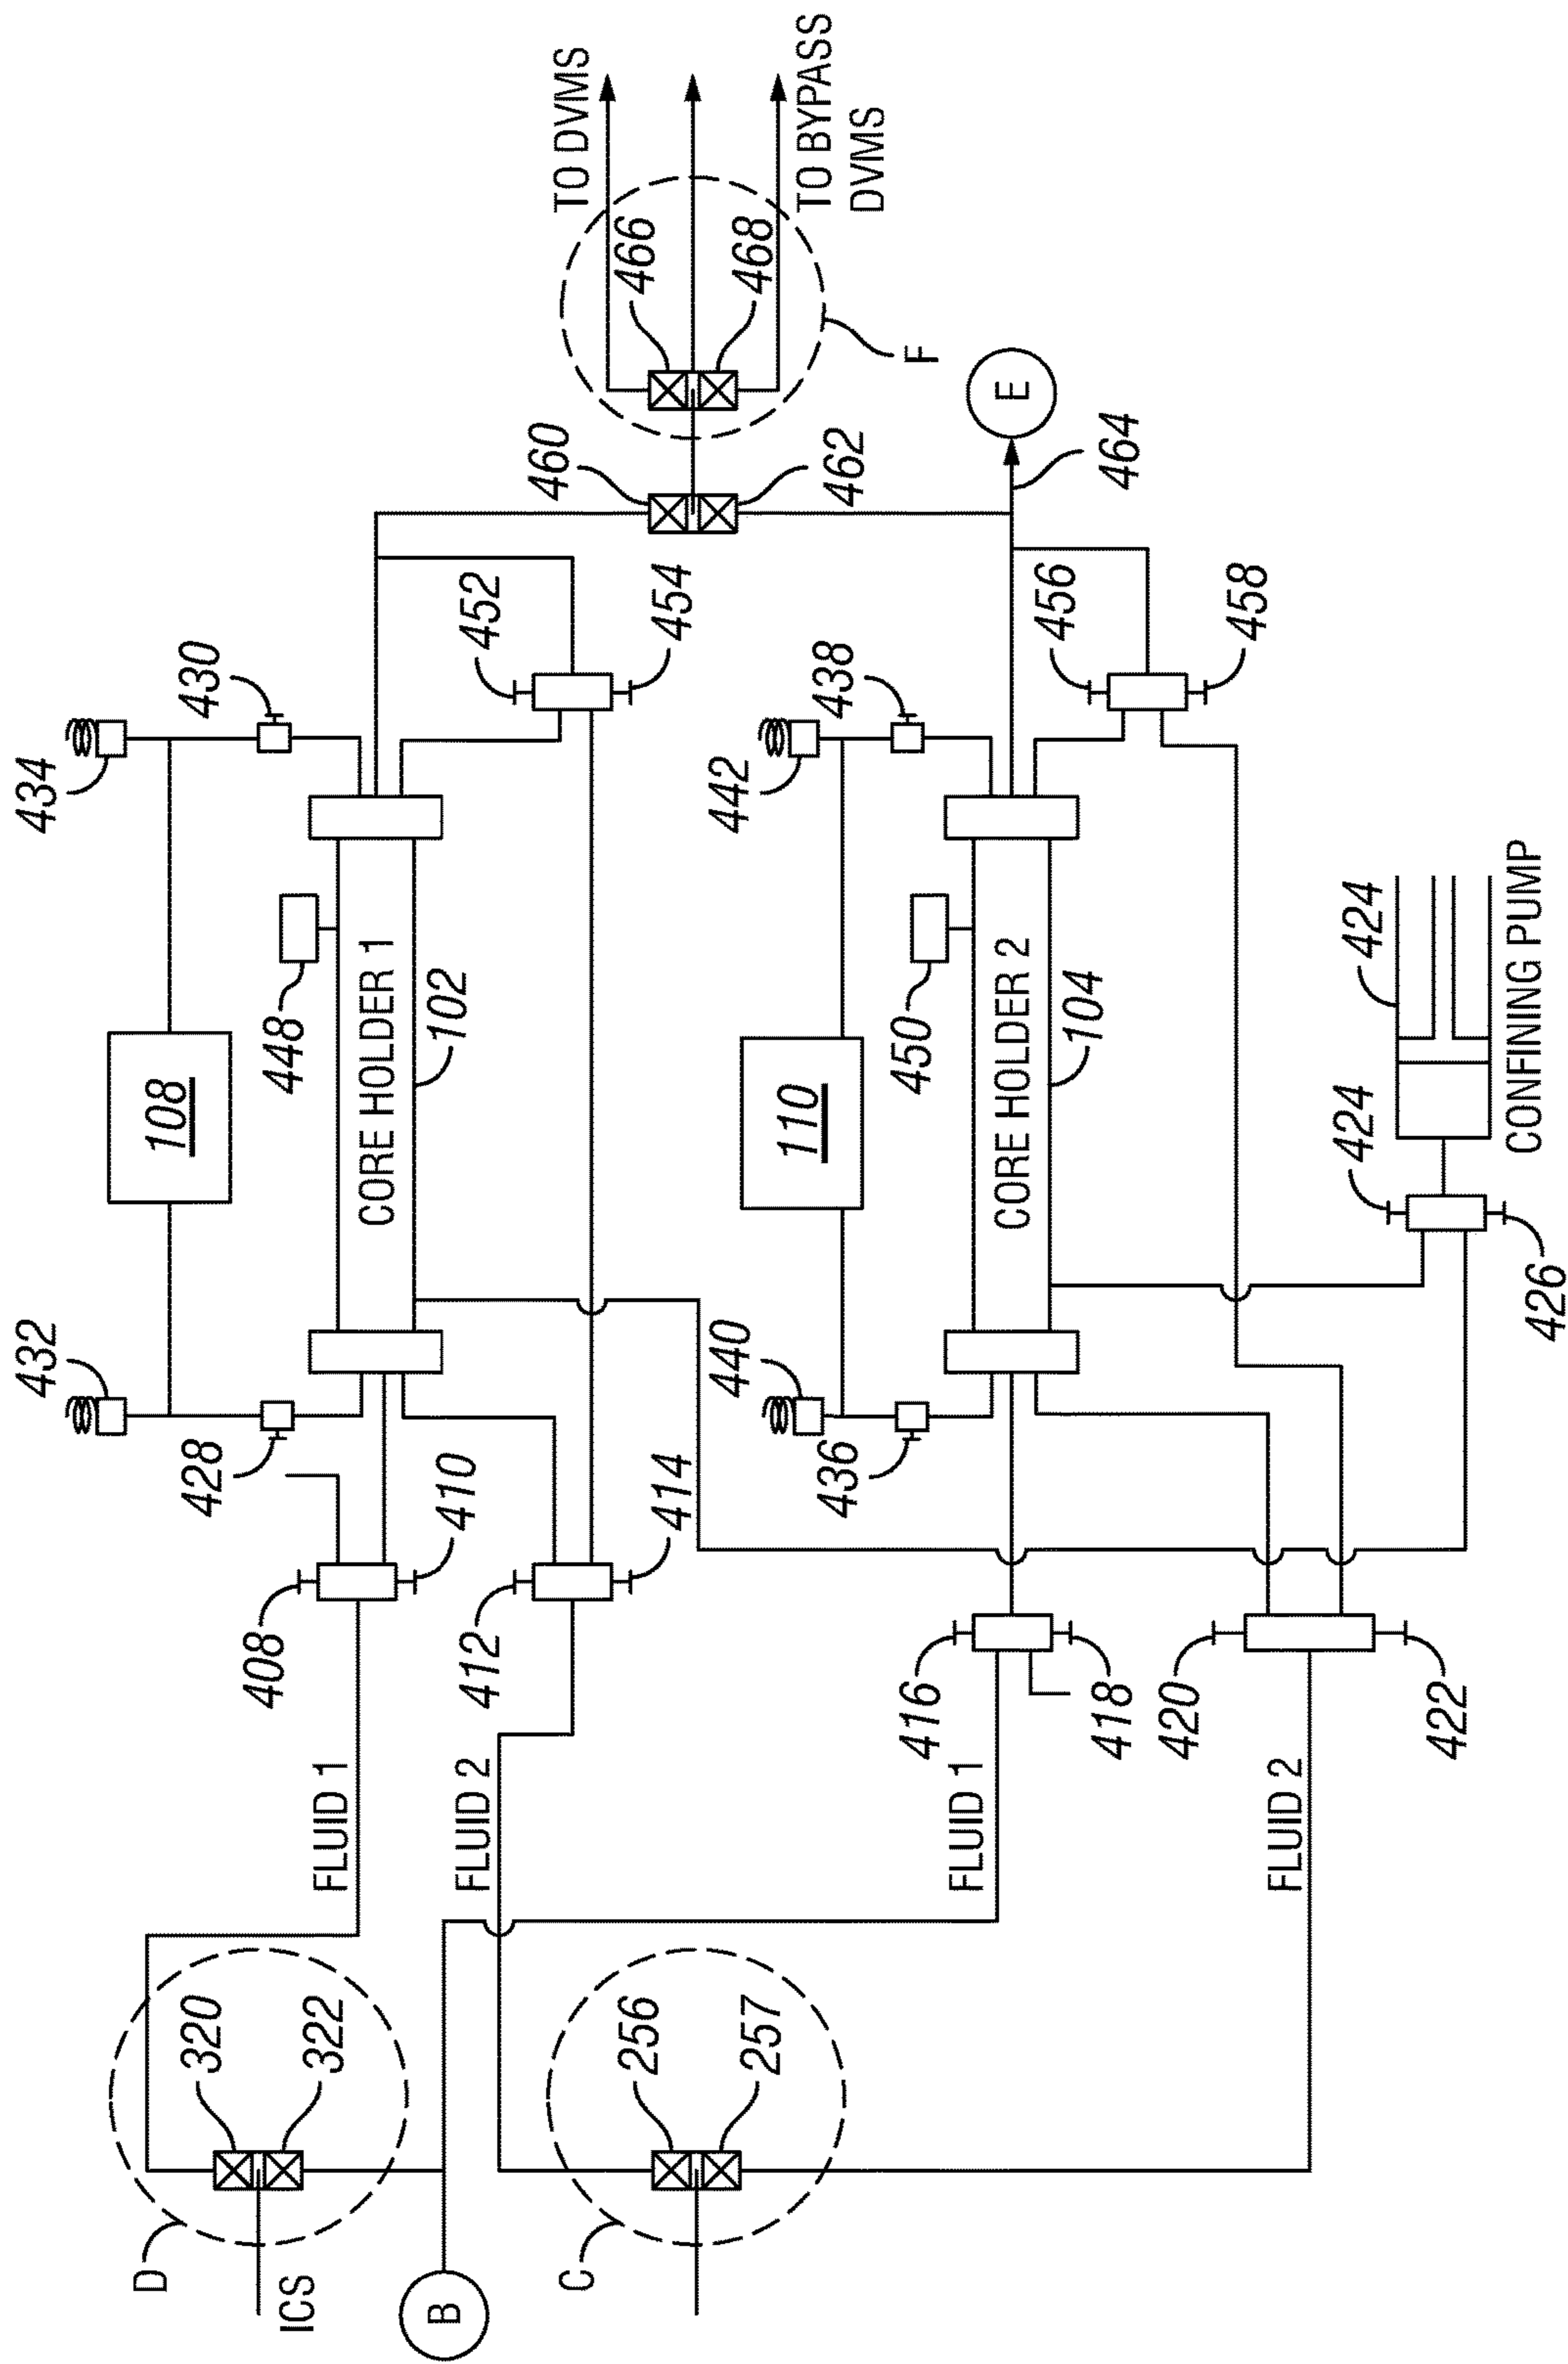 432
434
108
428
430
448
CORE HOLDER 1
102
408
410
452
454
412
414
FLUID 1
FLUID 2
D
320
322
ICS
B
460
462
466
468
TO DVMS
TO BYPASS
DVMS
F
C
256
257
440
442
110
436
438
450
CORE HOLDER 2
104
416
418
456
458
E
464
FLUID 1
420
422
FLUID 2
424
424
426
CONFINING PUMP